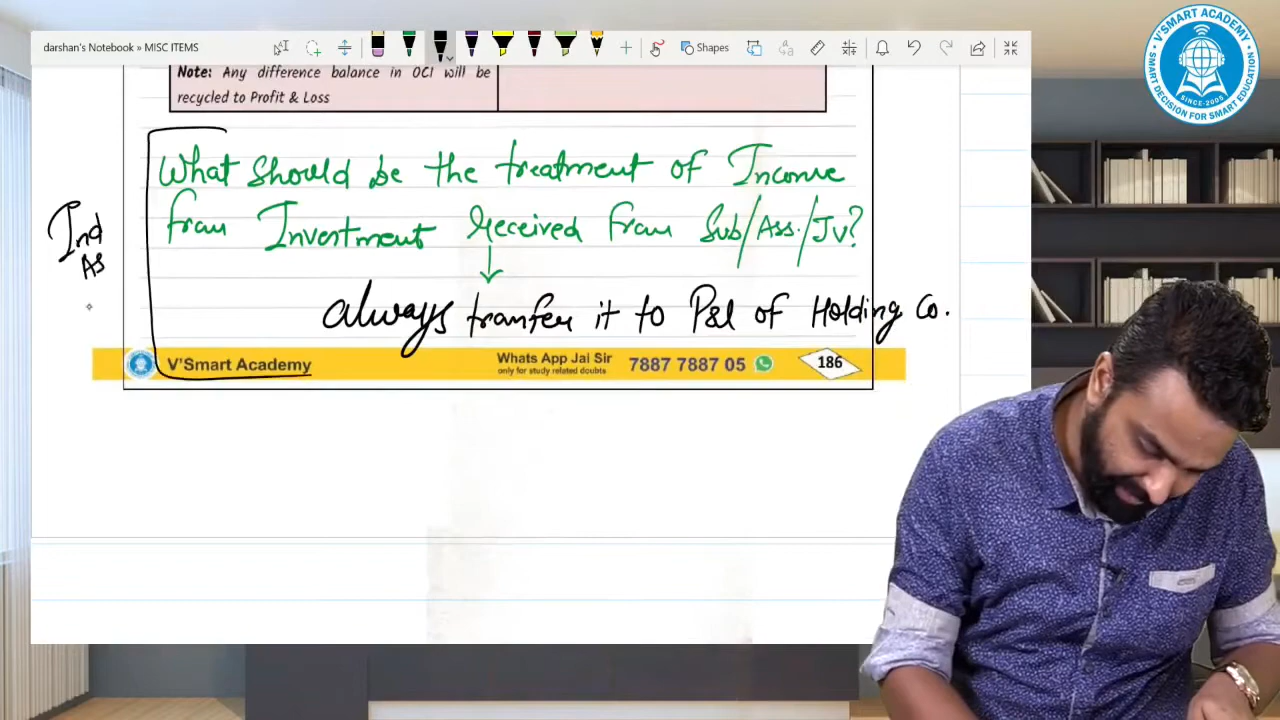 darshan's Notebook » MISC ITEMS
Shapes
V'SMART ACADEMY
SMART DECISION FOR SMART EDUCATION
SINCE-2005
Note: Any difference balance in OCI will be
recycled to Profit & Loss
What should be the treatment of Income
from Investment received from Sub/Ass./Jv?
Ind
AS
always transfer it to P&L of Holding Co.
V'Smart Academy
Whats App Jai Sir
only for study related doubts
7887 7887 05
186